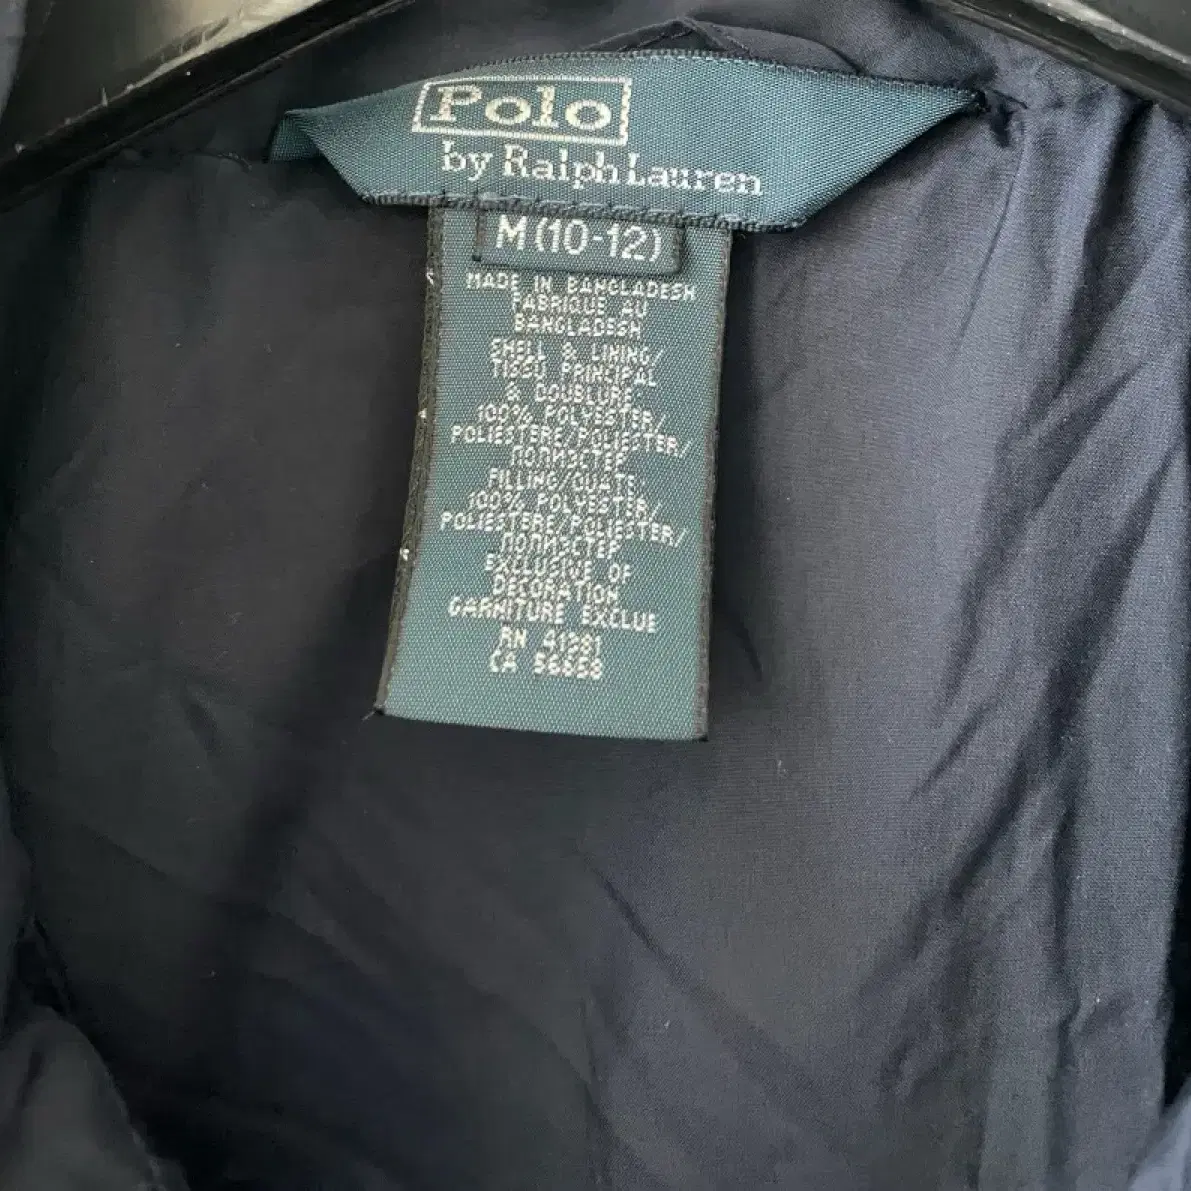 Polo
by Ralph Lauren
M (10-12)
MADE IN BANGLADESH
FABRIQUE AU
BANGLADESH
SHELL & LINING/
TISSU PRINCIPAL
& DOUBLURE
100% POLYESTER/
POLIESTERE/POLIESTER/
ПОЛИЭСТЕР
FILLING/OUATE
100% POLYESTER/
POLIESTERE/POLIESTER/
ПОЛИЭСТЕР
EXCLUSIVE OF
DECORATION
GARNITURE EXCLUE
RN 41381
CA 56658